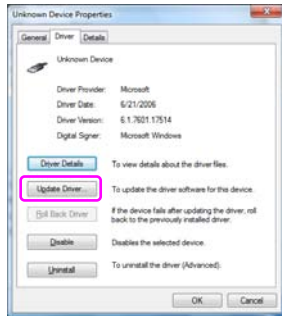 Unknown Device Properties
General Driver Details
Unknown Device
Driver Provider: Microsoft
Driver Date: 6/21/2006
Driver Version: 6.1.7601.17514
Digital Signer: Microsoft Windows
Driver Details To view details about the driver files.
Update Driver... To update the driver software for this device.
Roll Back Driver If the device fails after updating the driver, roll
back to the previously installed driver.
Disable Disables the selected device.
Uninstall To uninstall the driver (Advanced).
OK Cancel